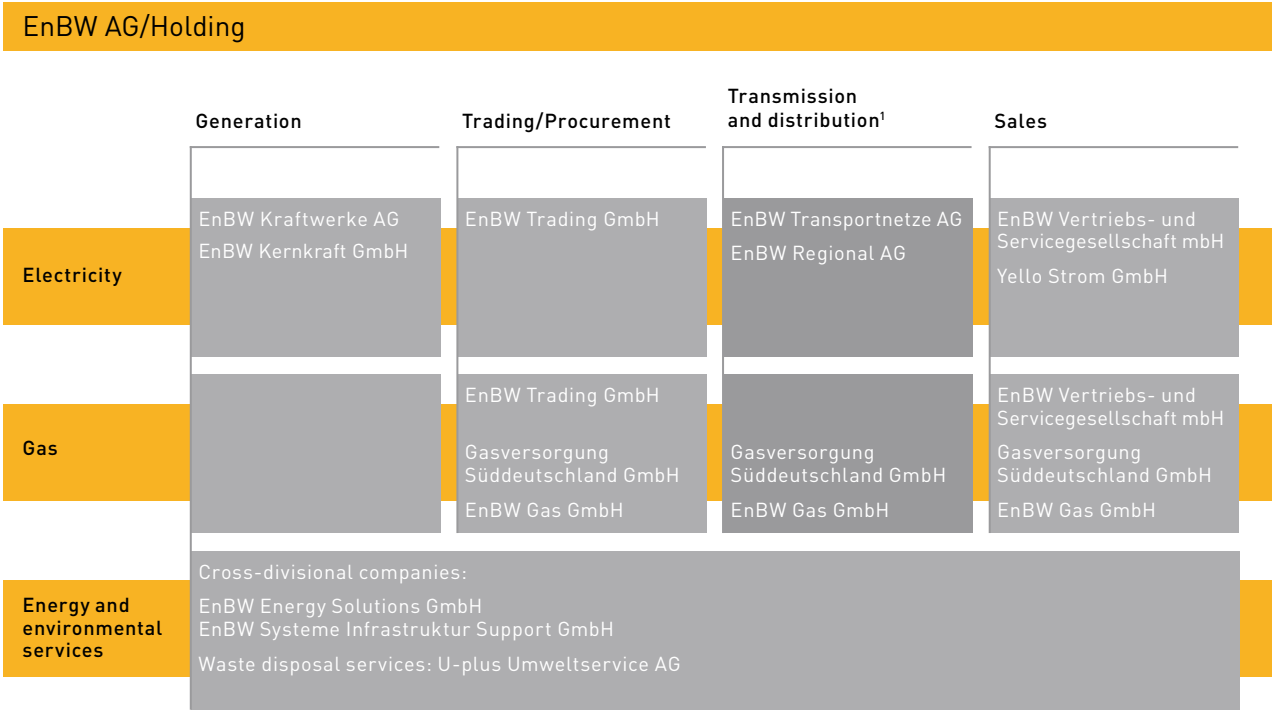 EnBW AG/Holding
Generation
Trading/Procurement
Transmission
and distribution¹
Sales
Electricity
EnBW Kraftwerke AG
EnBW Kernkraft GmbH
EnBW Trading GmbH
EnBW Transportnetze AG
EnBW Regional AG
EnBW Vertriebs- und
Servicegesellschaft mbH
Yello Strom GmbH
Gas
EnBW Trading GmbH
Gasversorgung
Süddeutschland GmbH
EnBW Gas GmbH
Gasversorgung
Süddeutschland GmbH
EnBW Gas GmbH
EnBW Vertriebs- und
Servicegesellschaft mbH
Gasversorgung
Süddeutschland GmbH
EnBW Gas GmbH
Energy and
environmental
services
Cross-divisional companies:
EnBW Energy Solutions GmbH
EnBW Systeme Infrastruktur Support GmbH
Waste disposal services: U-plus Umweltservice AG